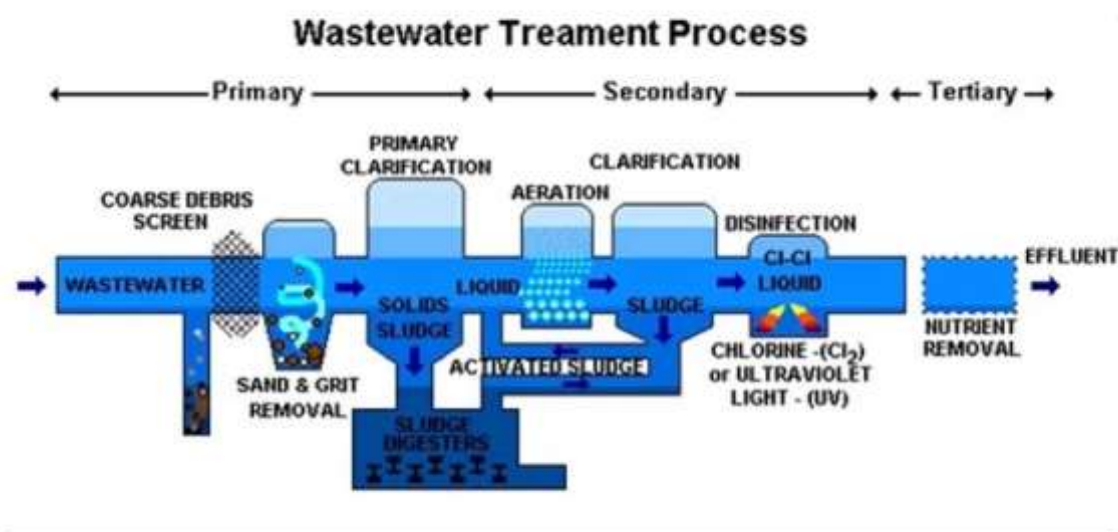 Wastewater Treament Process
Primary
Secondary
Tertiary
PRIMARY
CLARIFICATION
CLARIFICATION
AERATION
COARSE DEBRIS
SCREEN
DISINFECTION
CI-CI
LIQUID
EFFLUENT
WASTEWATER
LIQUID
SOLIDS
SLUDGE
SLUDGE
NUTRIENT
REMOVAL
CHLORINE -(Cl2)
or ULTRAVIOLET
LIGHT - (UV)
ACTIVATED SLUDGE
SAND & GRIT
REMOVAL
SLUDGE
DIGESTERS